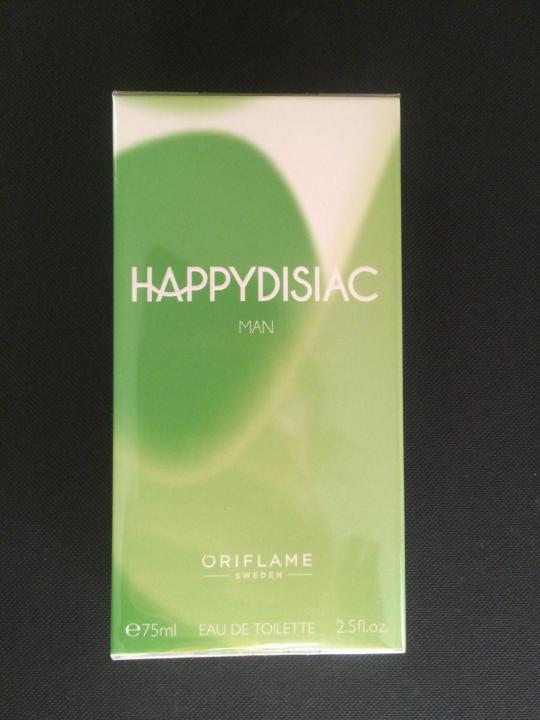 HAPPYDISIAC
MAN
ORIFLAME
SWEDEN
℮75ml EAU DE TOILETTE 2.5fl.oz.